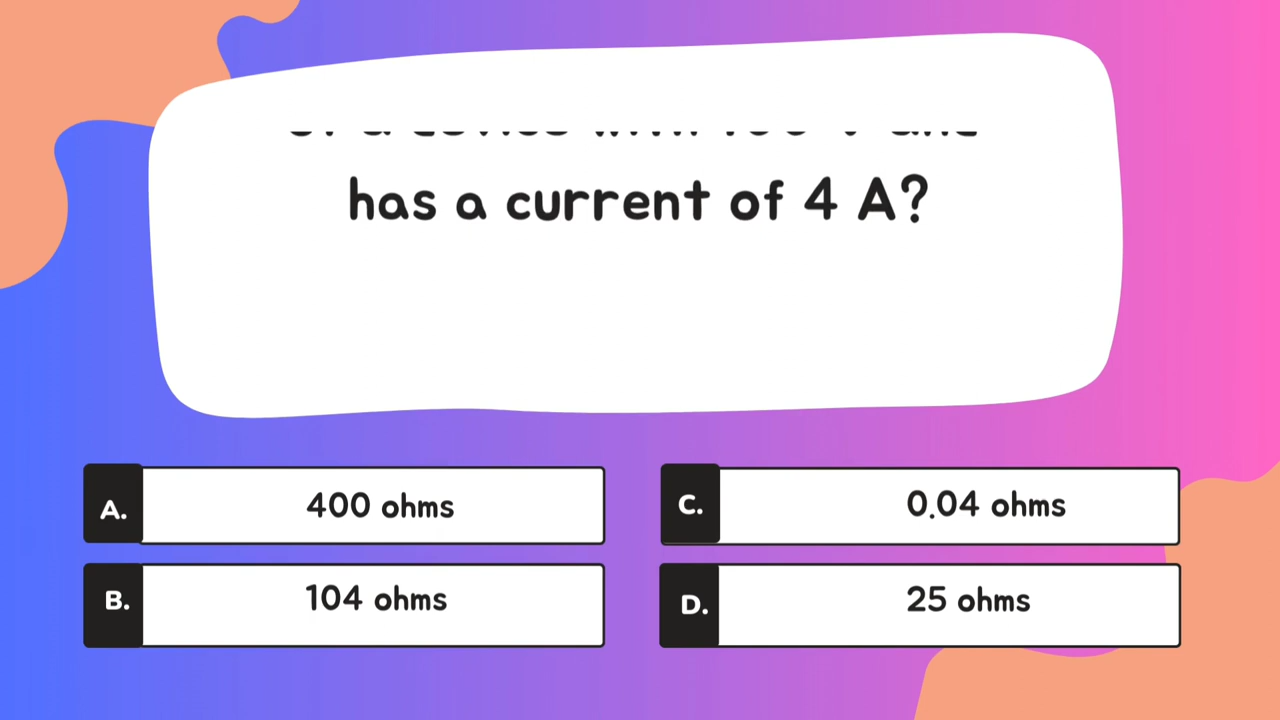 has a current of 4 A?
A.
400 ohms
B.
104 ohms
C.
0.04 ohms
D.
25 ohms